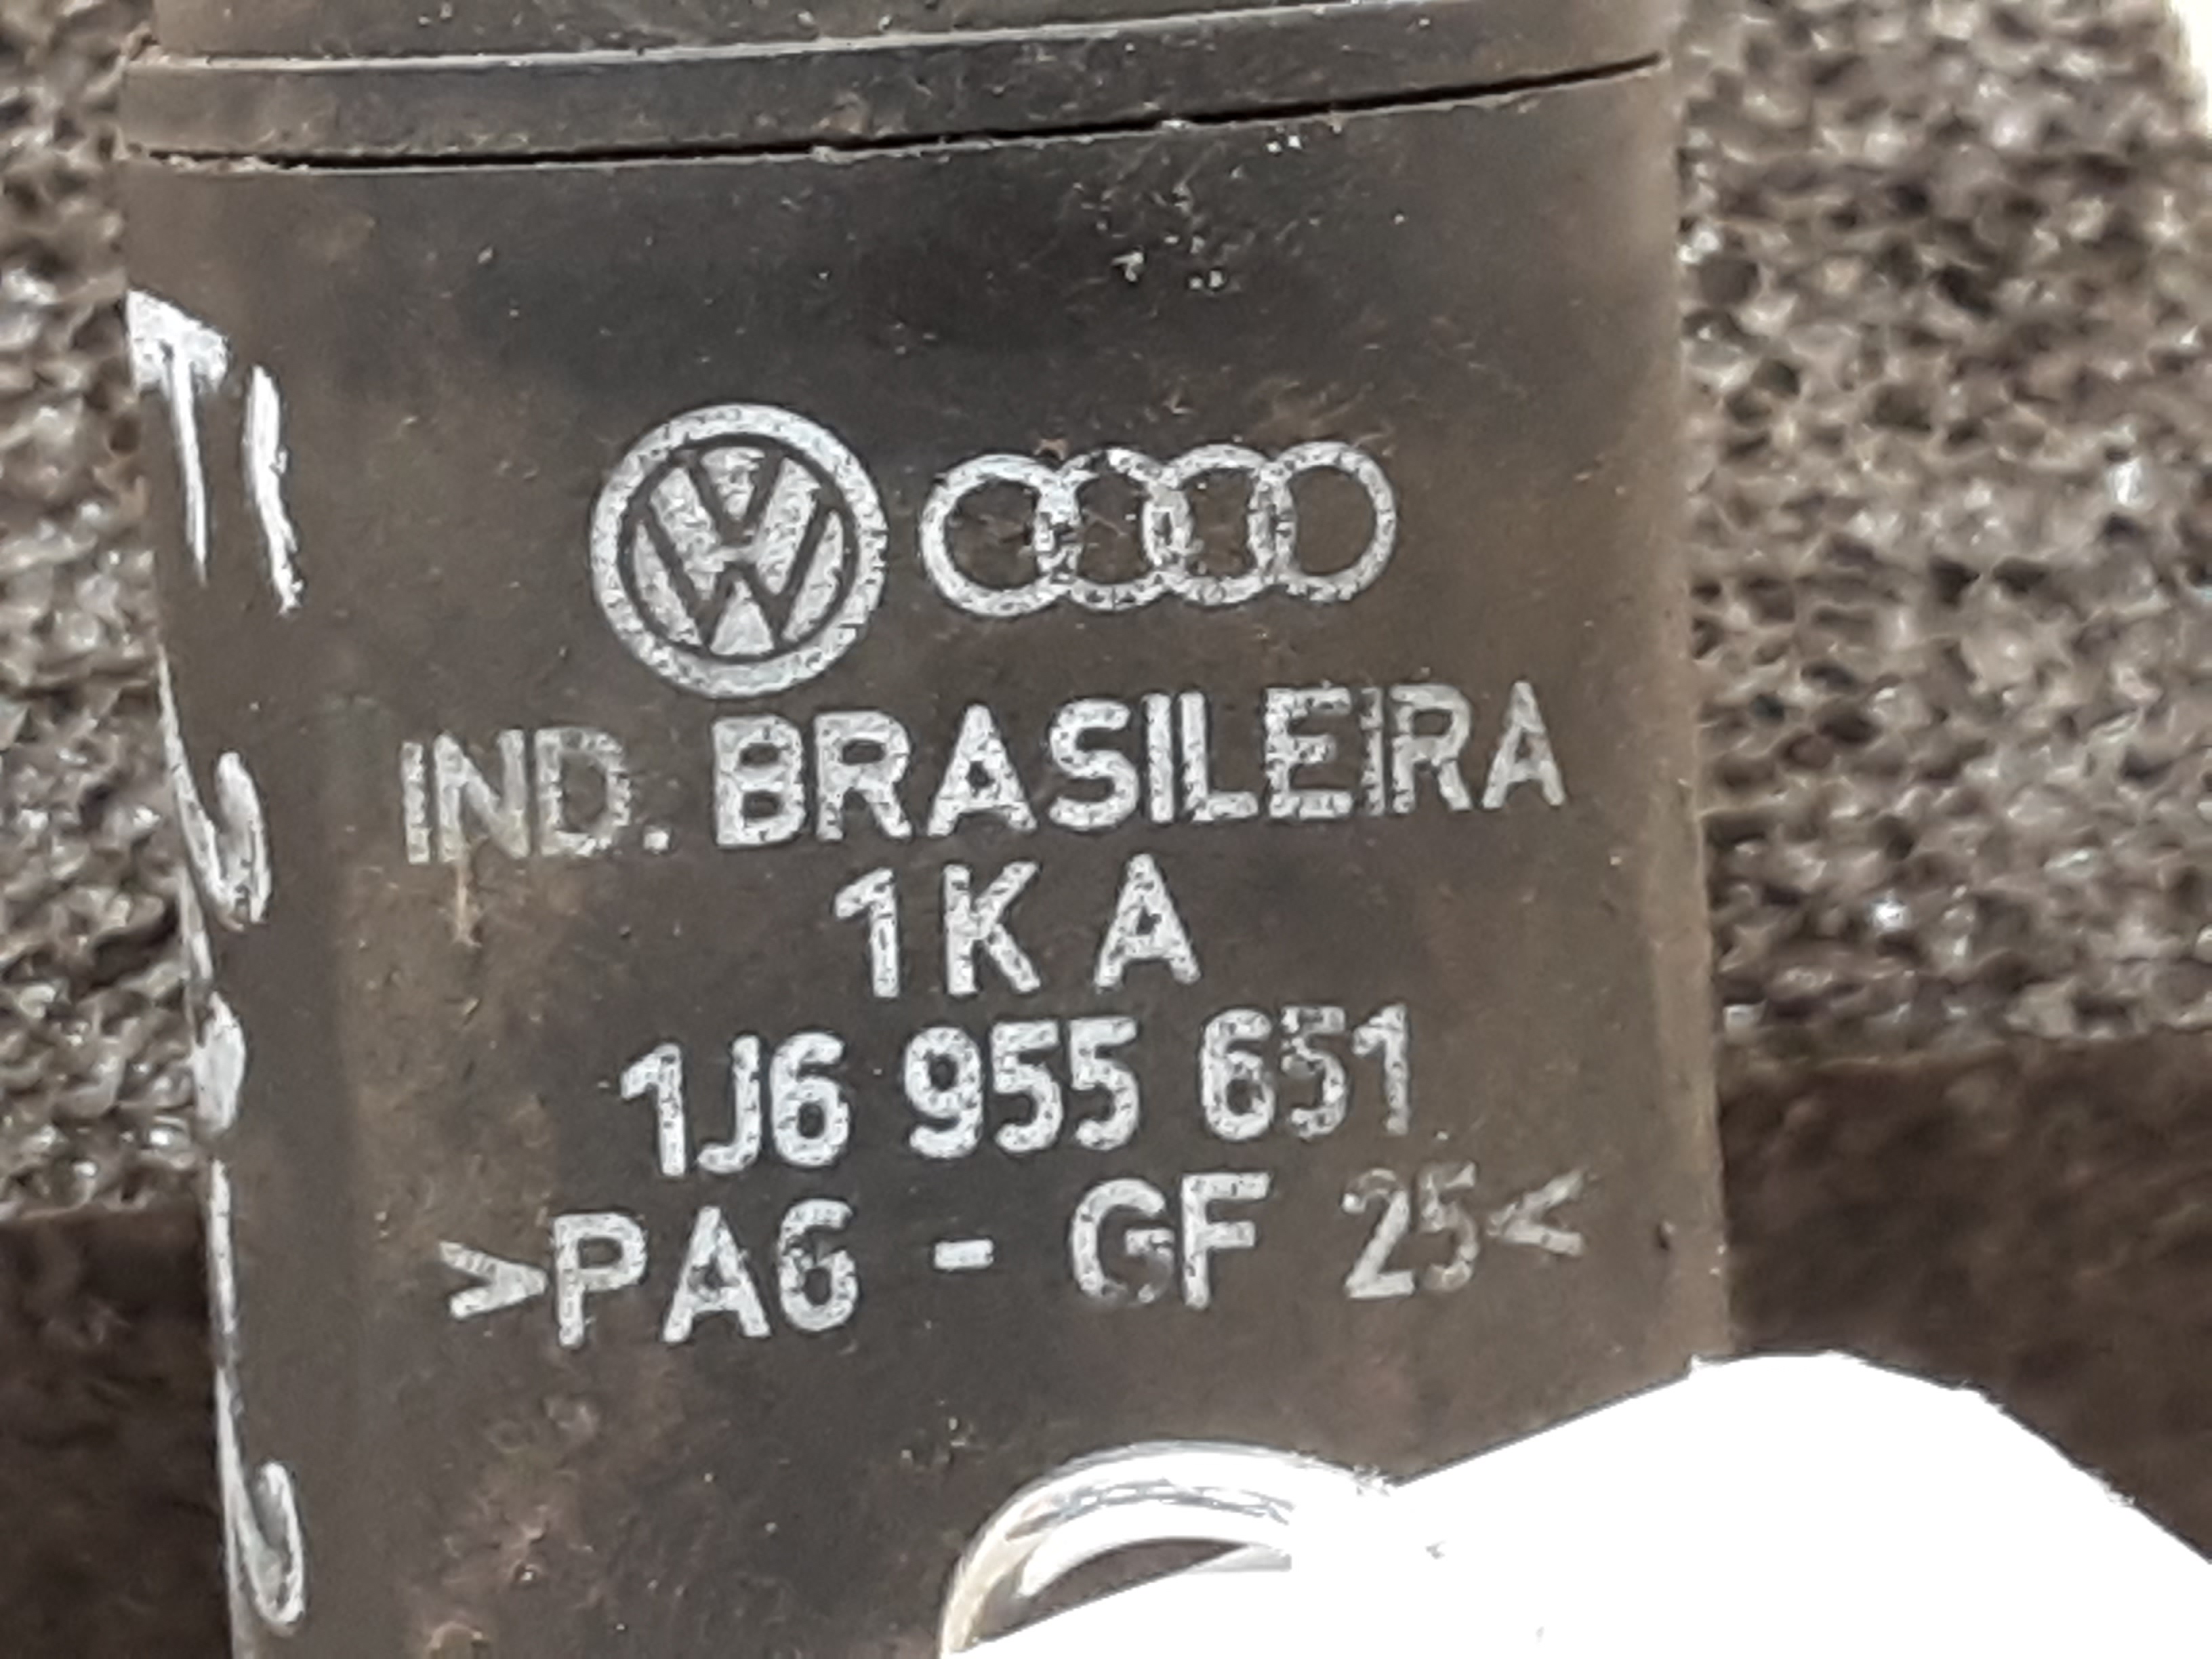 IND. BRASILEIRA
1K A
1J6 955 651
>PA6 - GF 25<